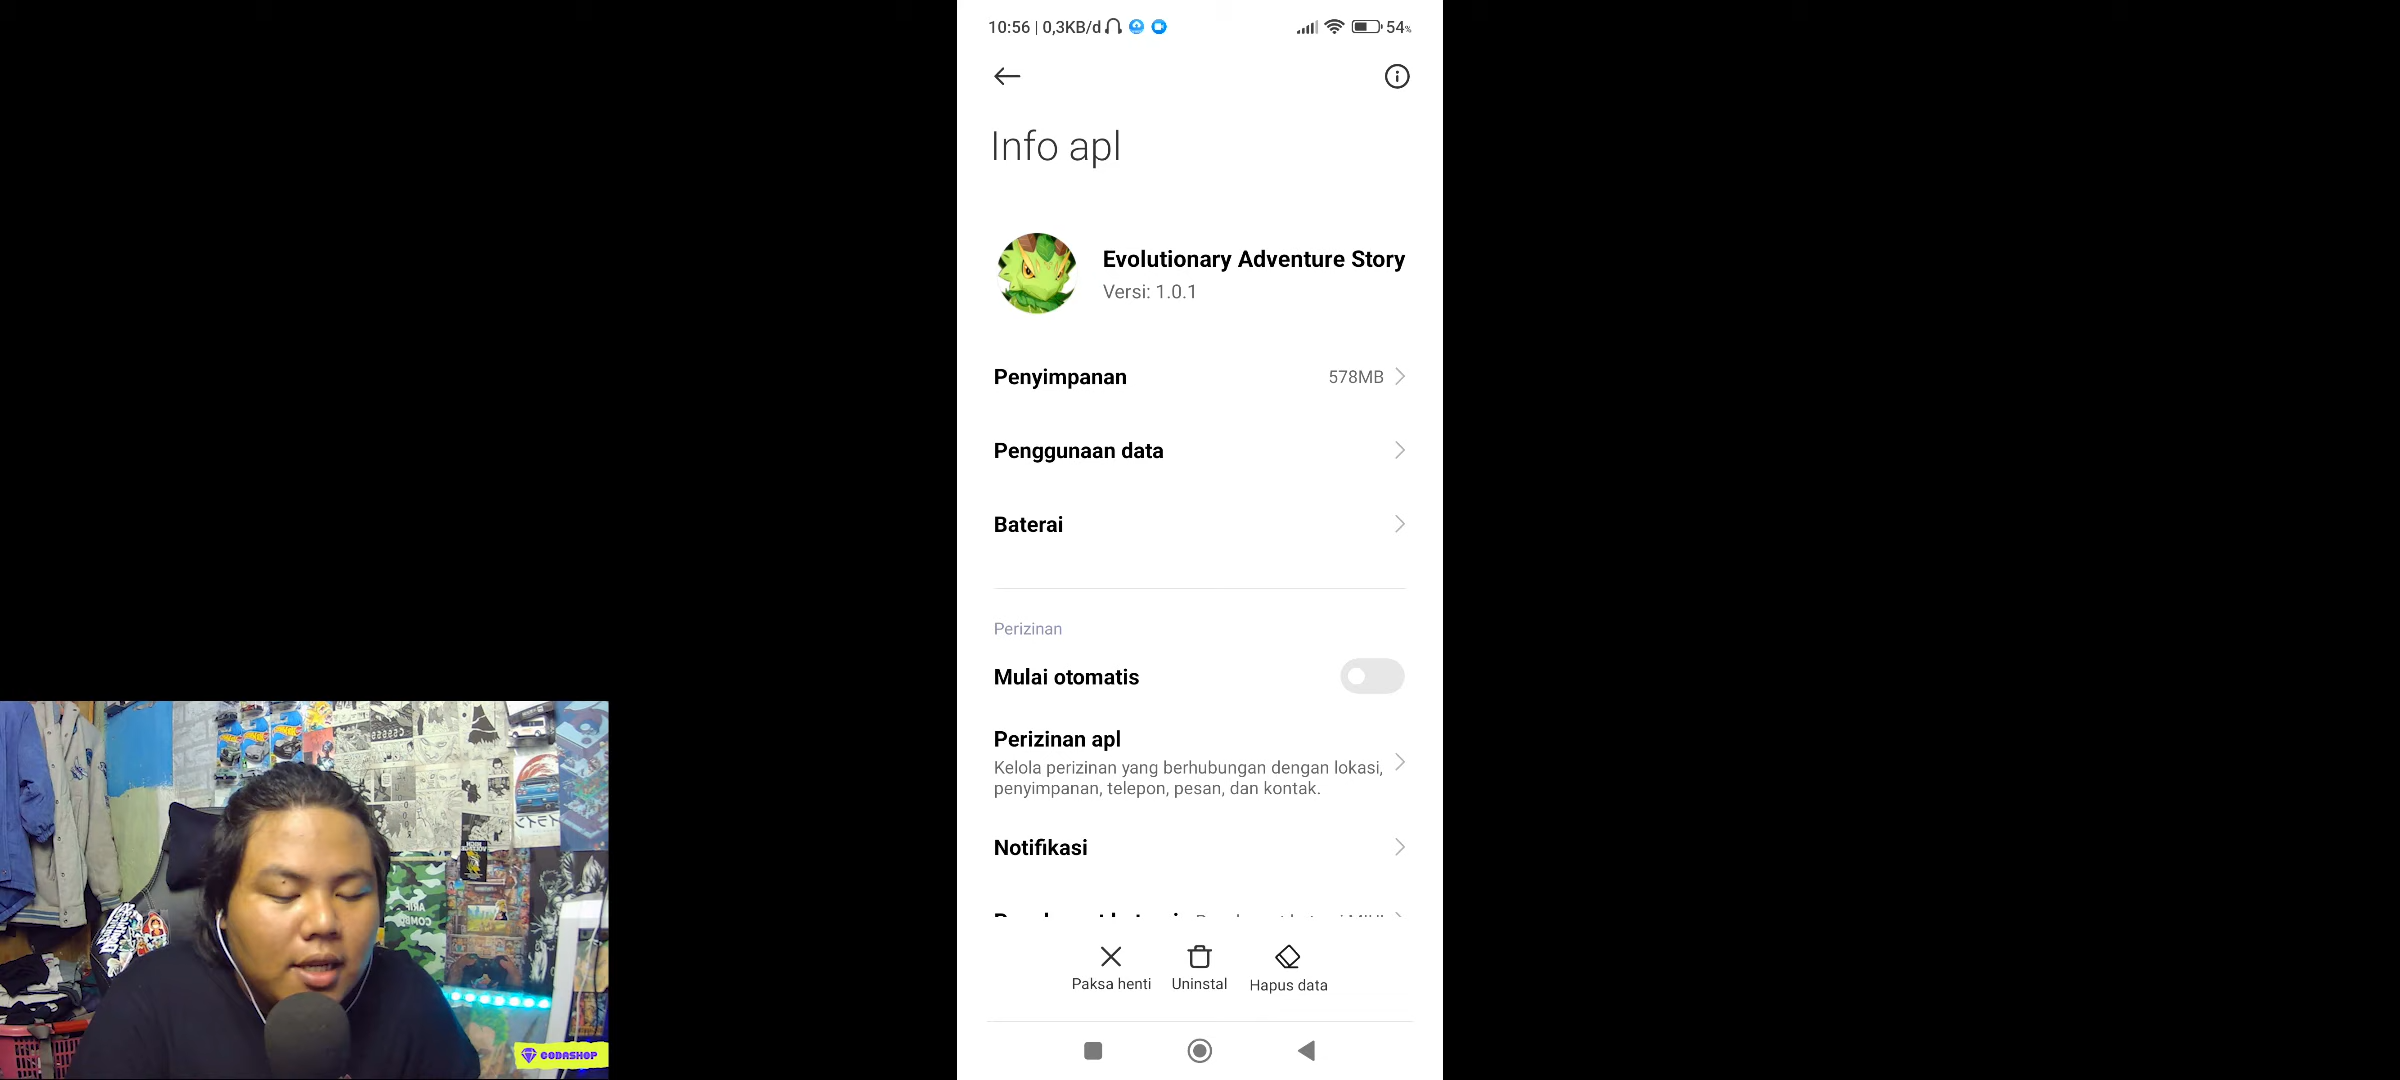 10:56 | 0,3KB/d
54%
Info apl
Evolutionary Adventure Story
Versi: 1.0.1
Penyimpanan
578MB
Penggunaan data
Baterai
Perizinan
Mulai otomatis
Perizinan apl
Kelola perizinan yang berhubungan dengan lokasi,
penyimpanan, telepon, pesan, dan kontak.
Notifikasi
Paksa henti
Uninstal
Hapus data
CODASHOP